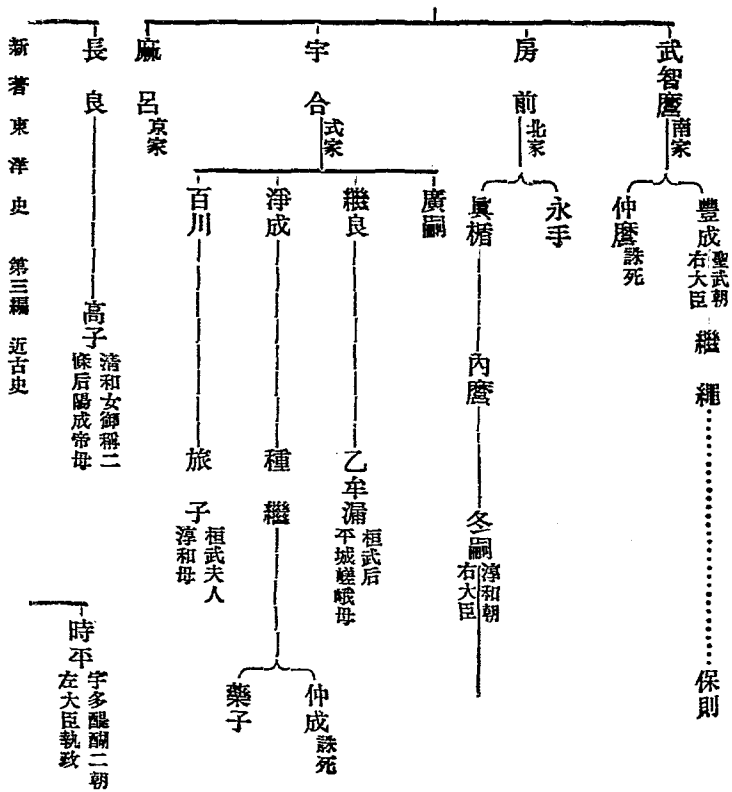 武智麿 南家
豐成 聖武朝
右大臣
繼繩
保則
仲麿 誅死
房前 北家
永手
眞楯
內麿
冬嗣 淳和朝
右大臣
宇合 式家
廣嗣
繼良
乙牟漏 桓武后
平城嵯峨母
淨成
種繼
仲成 誅死
藥子
百川
旅子 桓武夫人
淳和母
麻呂 京家
長良
高子 淸和女御稱二
條后陽成帝母
時平 宇多醍醐二朝
左大臣執政
新著東洋史 第三編 近古史